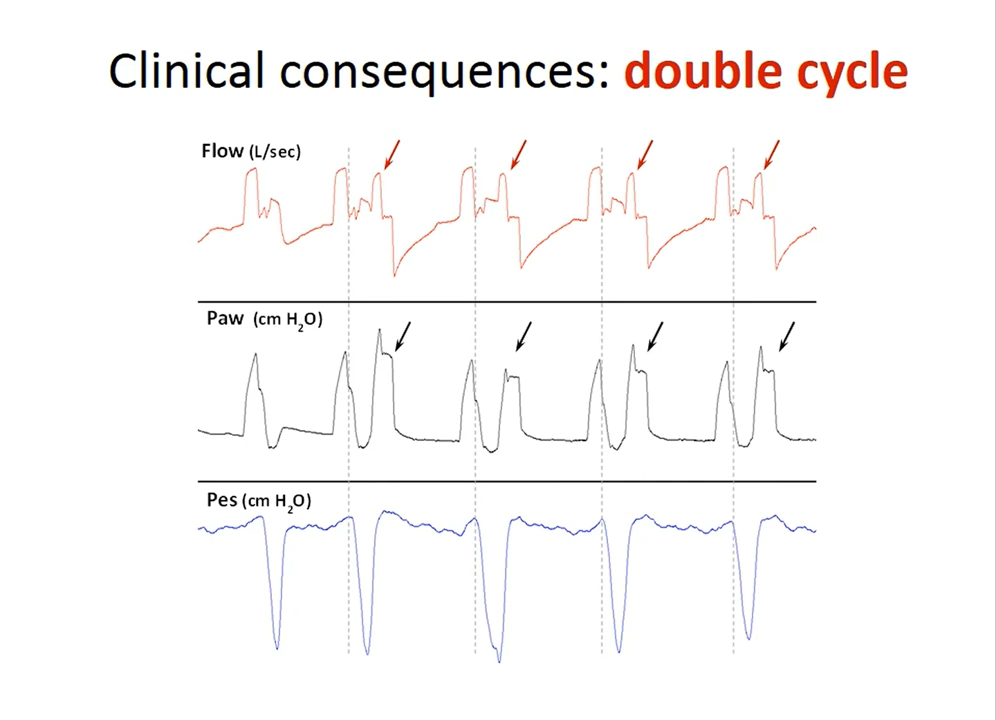 Clinical consequences: double cycle
Flow (L/sec)
Paw (cm H₂O)
Pes (cm H₂O)